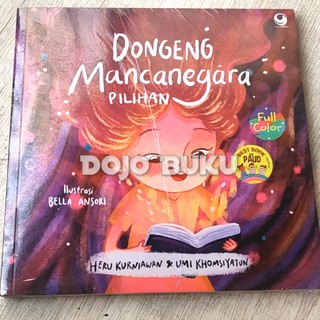 DONGENG
Mancanegara
PILIHAN
Full
Color
BEST BOOK
PAUD
DOJO BUKU
Ilustrasi
BELLA ANSORI
HERU KURNIAWAN & UMI KHOMSIYATUN